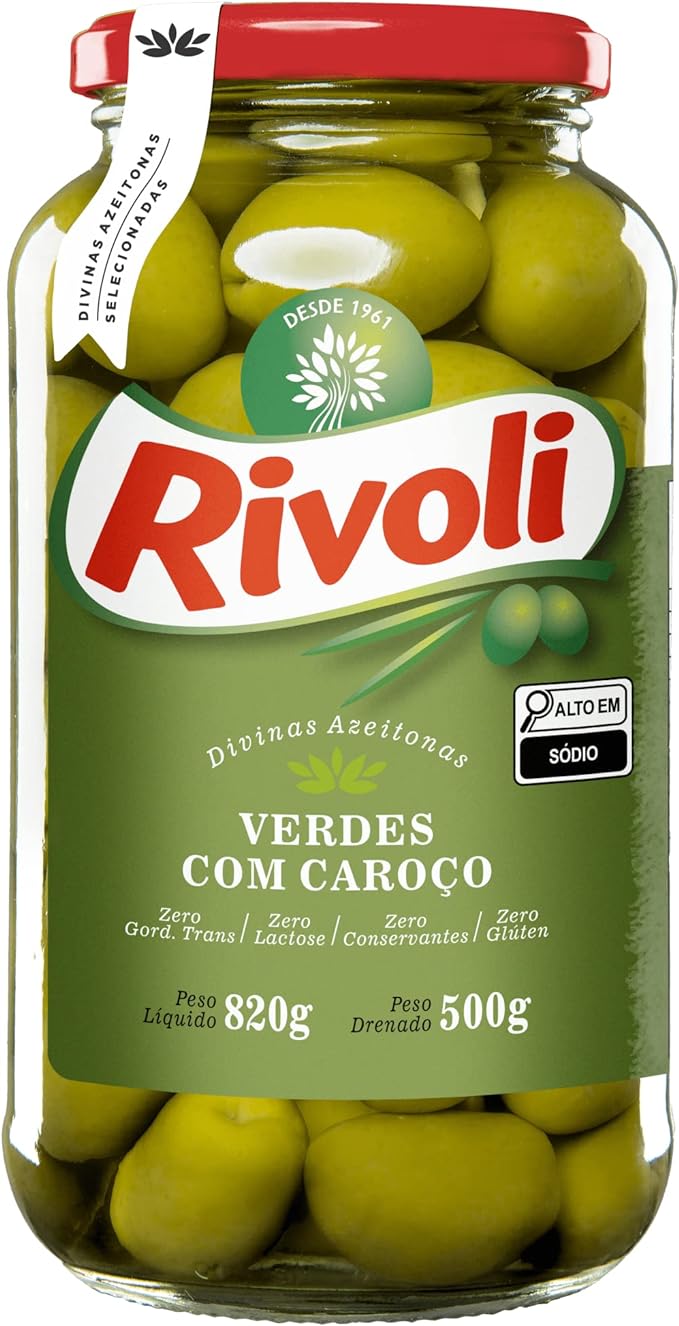 DIVINAS AZEITONAS
SELECIONADAS
DESDE 1961
Rivoli
ALTO EM
SÓDIO
Divinas Azeitonas
VERDES
COM CAROÇO
Zero Gord. Trans / Zero Lactose / Zero Conservantes / Zero Glúten
Peso Líquido 820g
Peso Drenado 500g